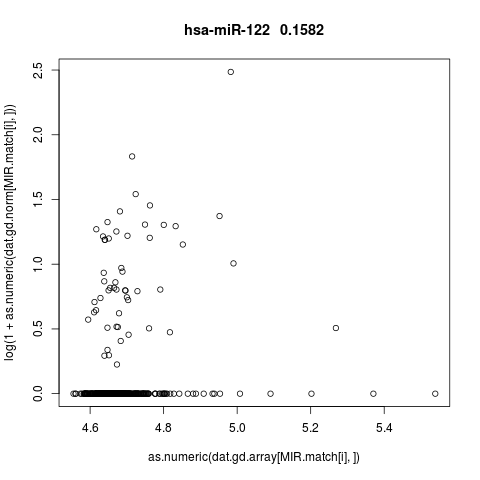 hsa-miR-122 0.1582
log(1 + as.numeric(dat.gd.norm[MIR.match[i], ]))
2.5
2.0
1.5
1.0
0.5
0.0
4.6 4.8 5.0 5.2 5.4
as.numeric(dat.gd.array[MIR.match[i], ])